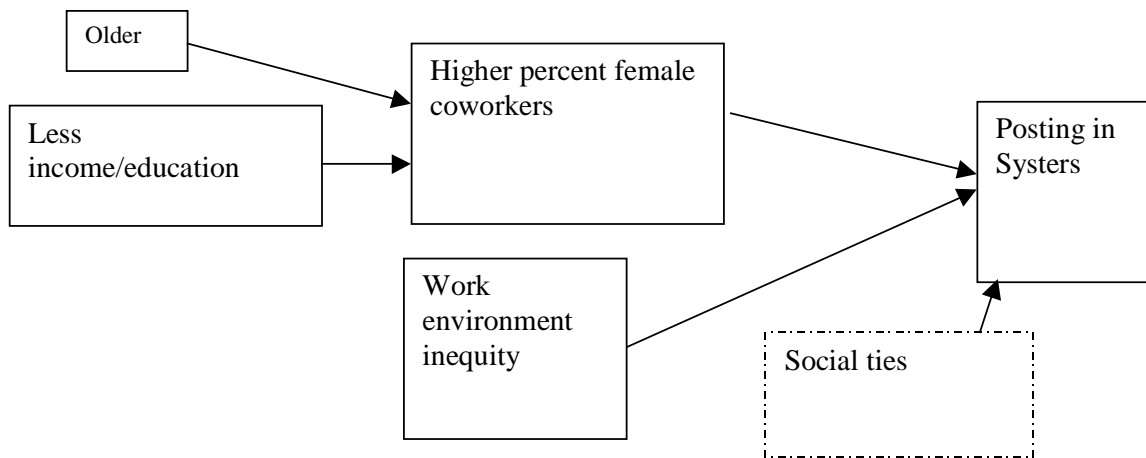 Older
Higher percent female
coworkers
Less
income/education
Posting in
Systers
Work
environment
inequity
Social ties